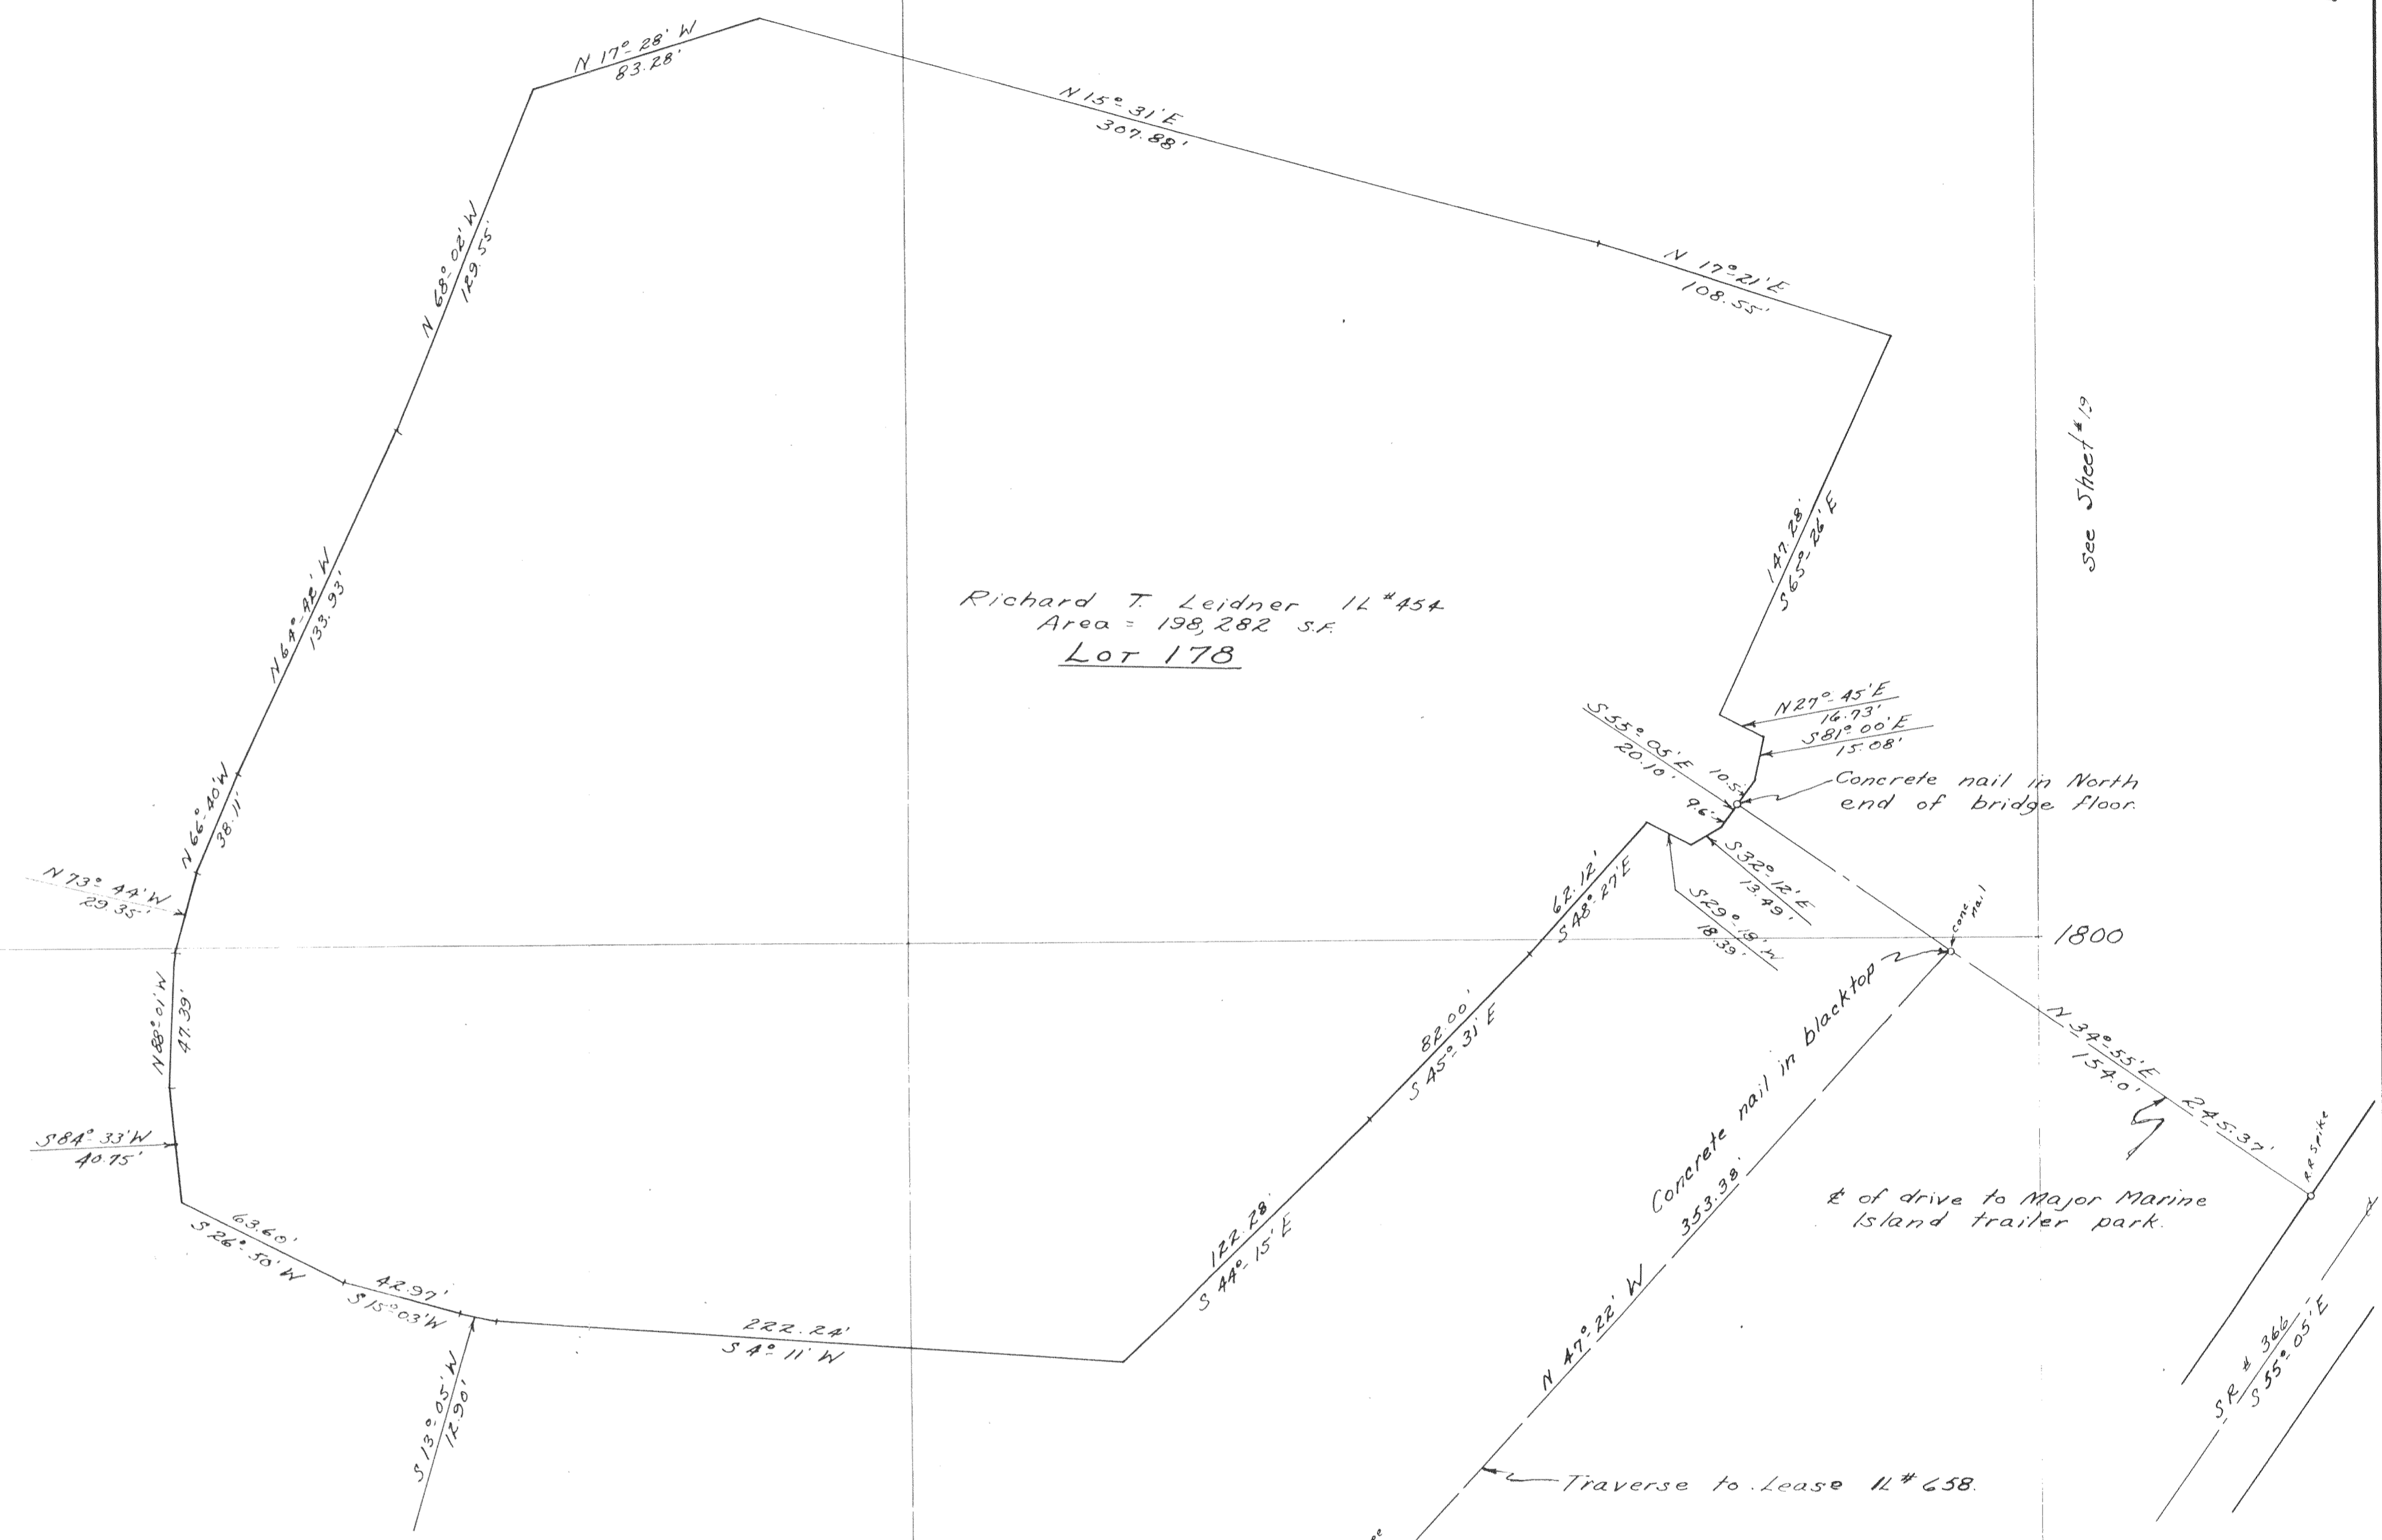 N 17°-28' W
83.28'
N 15°-31' E
307.88'
N 17°-21' E
108.55'
N 68°-02' W
129.55'
See Sheet #19
147.28'
S 65°-26' E
N 64°-42' W
133.93'
Richard T. Leidner IL #454
Area = 198,282 S.F.
LOT 178
N 27°-45' E
16.73'
S 81°-00' E
15.08'
S 55°-05' E
20.10'
10.5'
9.6'
Concrete nail in North
end of bridge floor.
N 66°-40' W
38.11'
N 73°-44' W
29.35'
S 32°-12' E
13.49'
S 29°-18' W
18.39'
62.12'
S 48°-27' E
conc
nail
1800
N 88°-01' W
47.39'
82.00'
S 45°-31' E
Concrete nail in blacktop
N 34°-55' E
154.0'
245.37'
R.R. Spike
S 84°-33' W
40.75'
63.60'
S 26°-50' W
42.97'
S 15°-03' W
222.24'
S 4°-11' W
S 13°-05' W
12.90'
122.28'
S 44°-15' E
N 47°-22' W 353.38'
℄ of drive to Major Marine
Island trailer park.
SR # 366
S 55°-05' E
Traverse to Lease IL # 658.